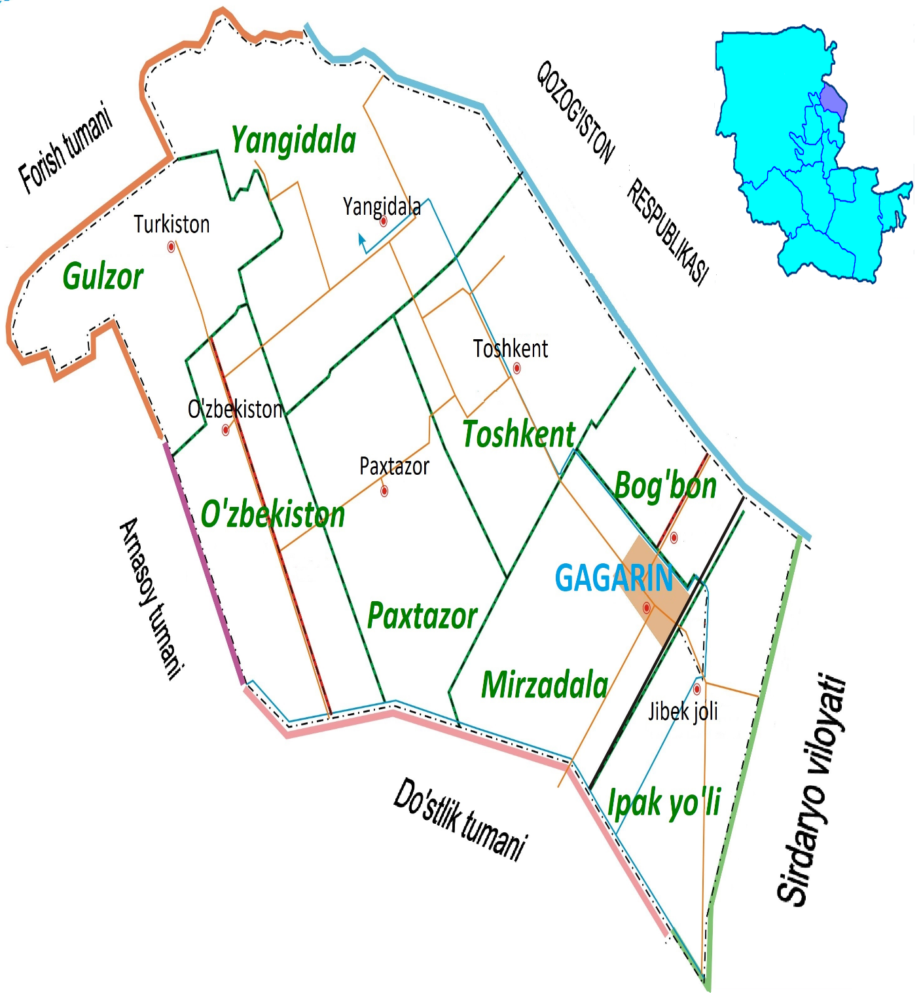 QOZOG'ISTON
RESPUBLIKASI
Forish tumani
Yangidala
Yangidala
Turkiston
Gulzor
Toshkent
O'zbekiston
Toshkent
Paxtazor
Bog'bon
O'zbekiston
GAGARIN
Arnasoy tumani
Paxtazor
Mirzadala
Jibek joli
Ipak yo'li
Do'stlik tumani
Sirdaryo viloyati